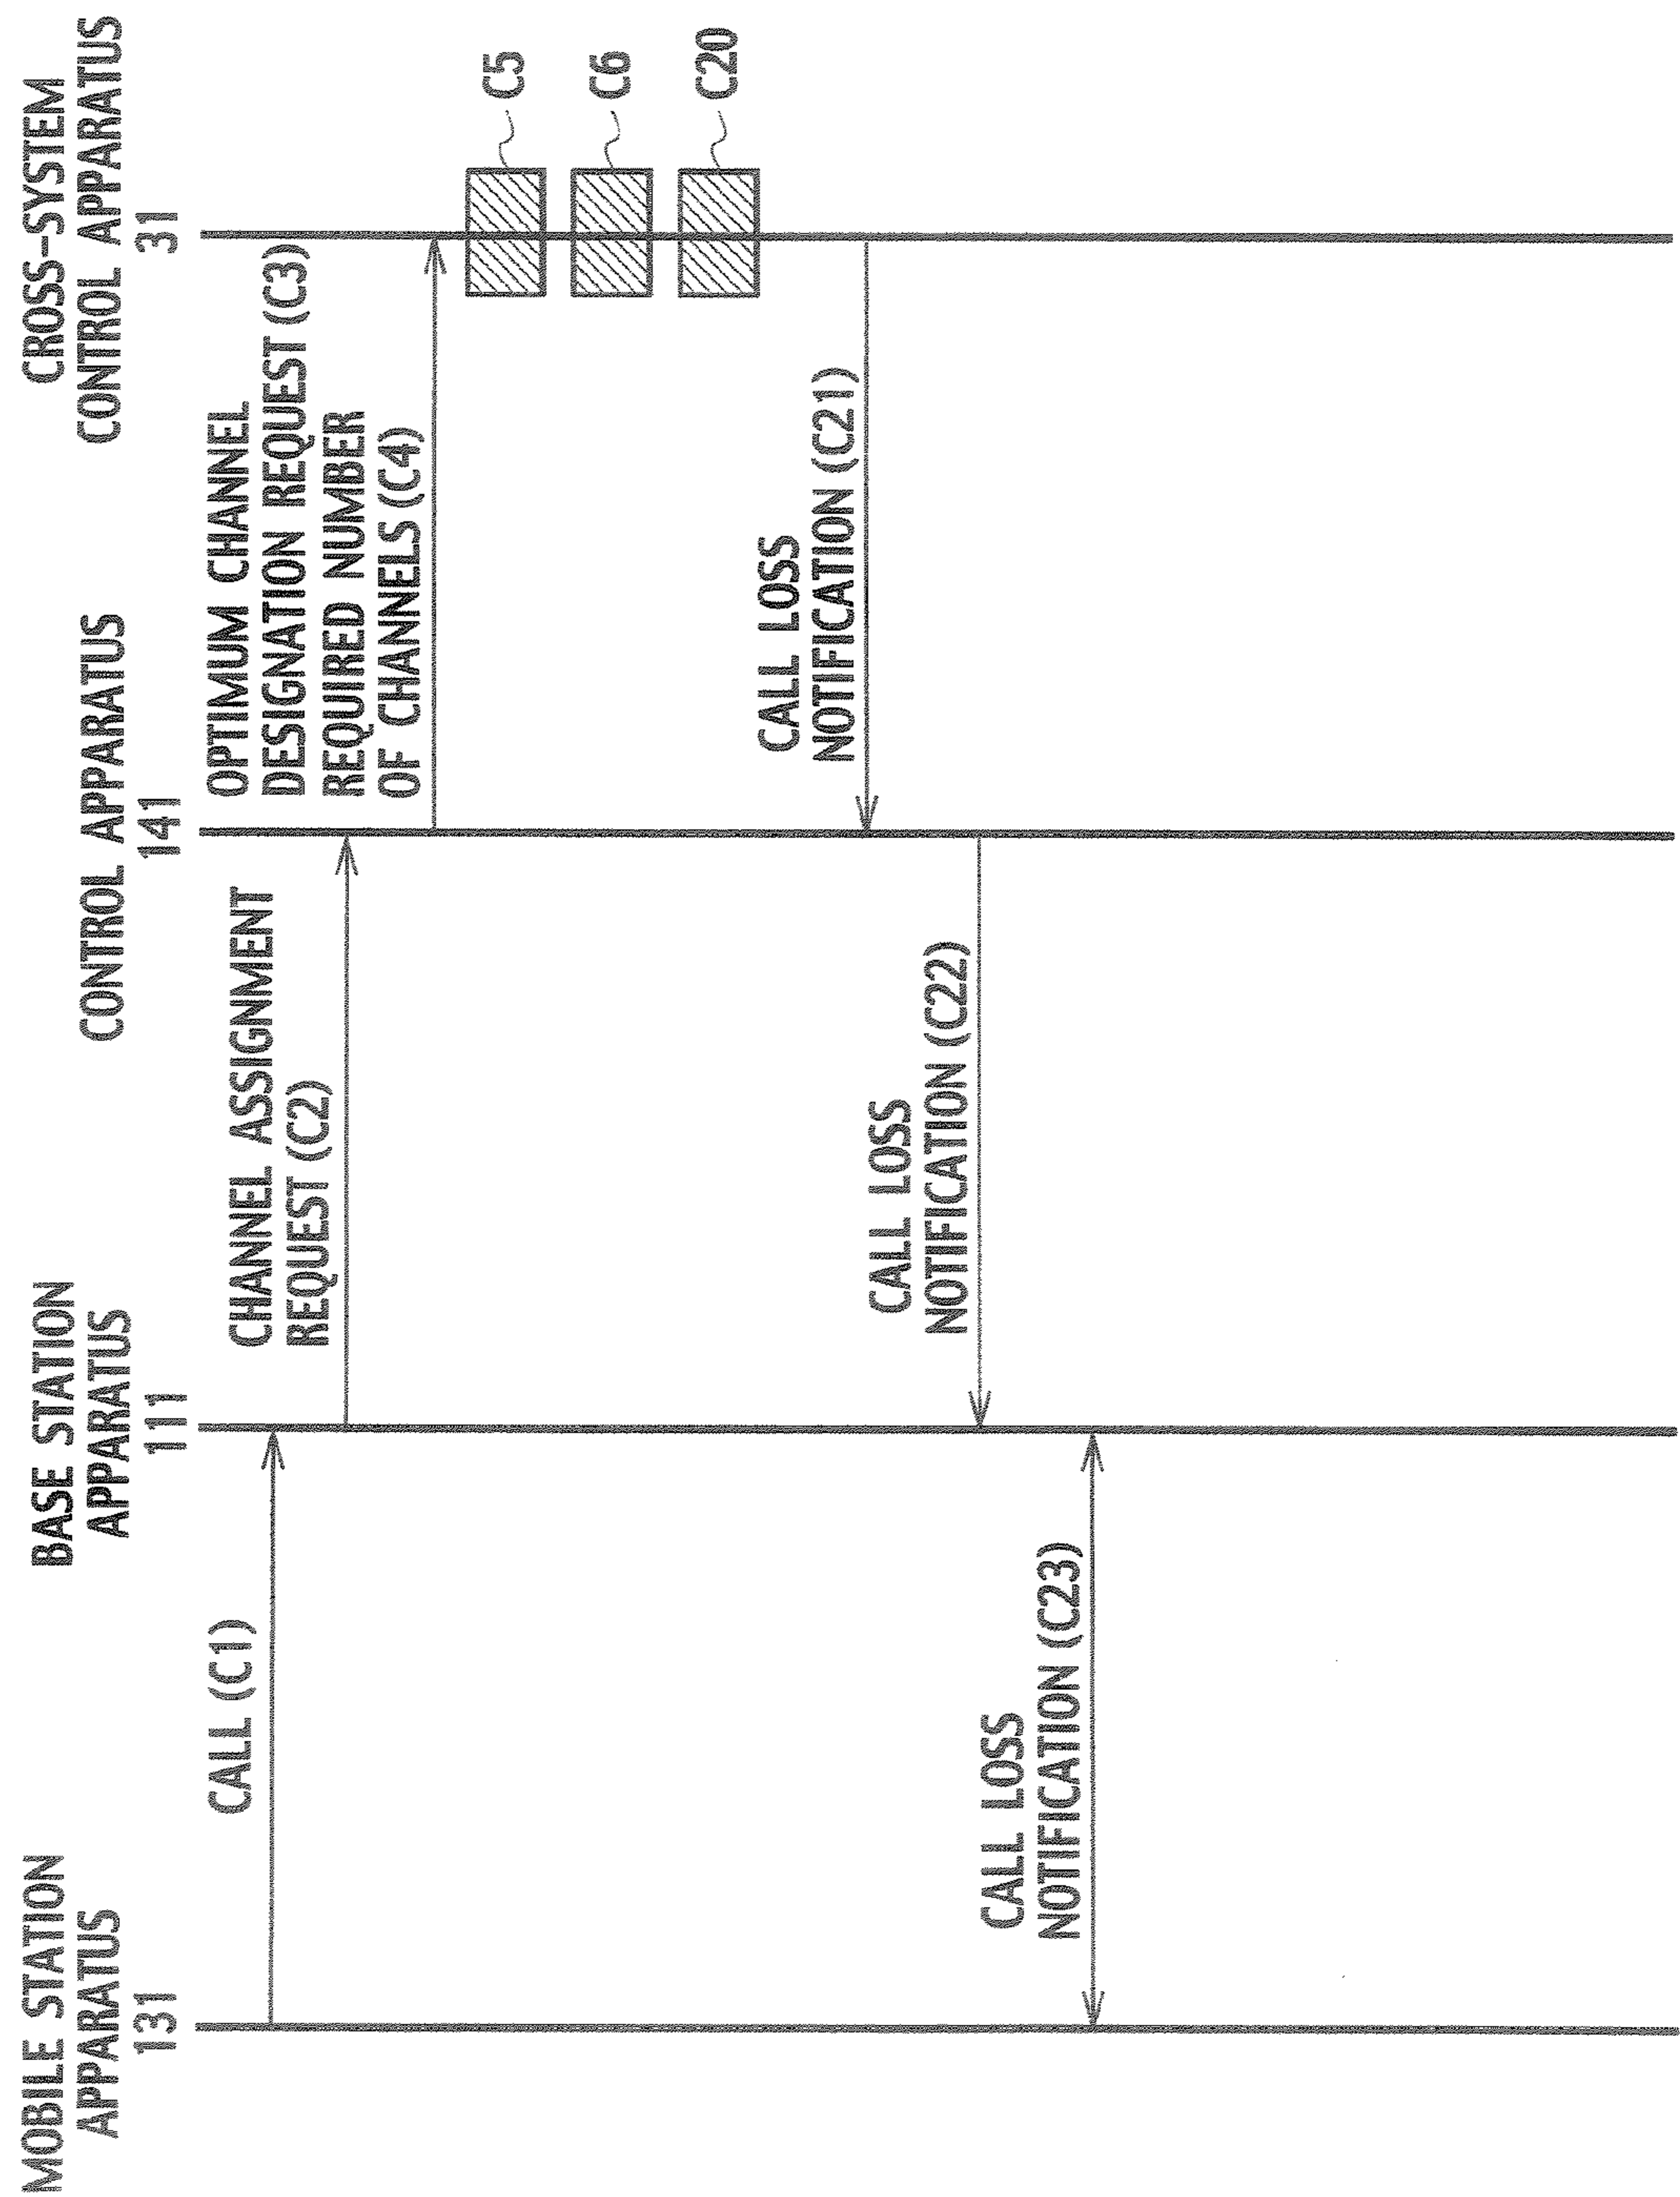 MOBILE STATION
APPARATUS
131
BASE STATION
APPARATUS
111
CONTROL APPARATUS
141
CROSS-SYSTEM
CONTROL APPARATUS
31
CALL (C1)
CHANNEL ASSIGNMENT
REQUEST (C2)
OPTIMUM CHANNEL
DESIGNATION REQUEST (C3)
REQUIRED NUMBER
OF CHANNELS (C4)
C5
C6
C20
CALL LOSS
NOTIFICATION (C21)
CALL LOSS
NOTIFICATION (C22)
CALL LOSS
NOTIFICATION (C23)